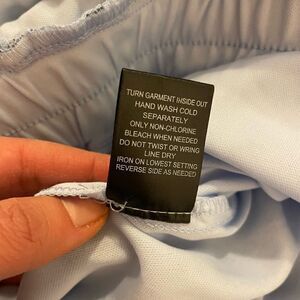 TURN GARMENT INSIDE OUT
HAND WASH COLD
SEPARATELY
ONLY NON-CHLORINE
BLEACH WHEN NEEDED
DO NOT TWIST OR WRING
LINE DRY
IRON ON LOWEST SETTING
REVERSE SIDE AS NEEDED